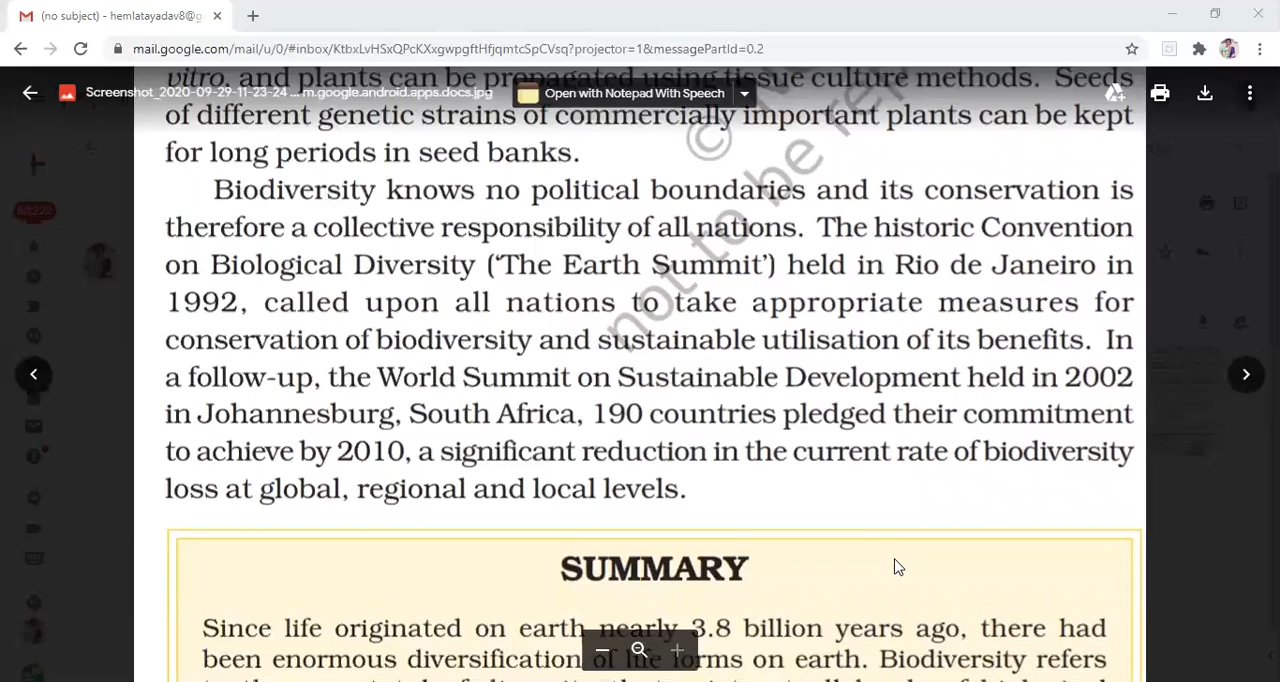 (no subject) - hemlatayadav8@g
mail.google.com/mail/u/0/#inbox/KtbxLvHSxQPcKXxgwpgftHfjqmtcSpCVsq?projector=1&messagePartId=0.2
Screenshot_2020-09-29-11-23-24 ... m.google.android.apps.docs.jpg
Open with Notepad With Speech
vitro, and plants can be propagated using tissue culture methods. Seeds
of different genetic strains of commercially important plants can be kept
for long periods in seed banks.
Biodiversity knows no political boundaries and its conservation is
therefore a collective responsibility of all nations. The historic Convention
on Biological Diversity (‘The Earth Summit’) held in Rio de Janeiro in
1992, called upon all nations to take appropriate measures for
conservation of biodiversity and sustainable utilisation of its benefits. In
a follow-up, the World Summit on Sustainable Development held in 2002
in Johannesburg, South Africa, 190 countries pledged their commitment
to achieve by 2010, a significant reduction in the current rate of biodiversity
loss at global, regional and local levels.
©
not to be re
SUMMARY
Since life originated on earth nearly 3.8 billion years ago, there had
been enormous diversification of life forms on earth. Biodiversity refers